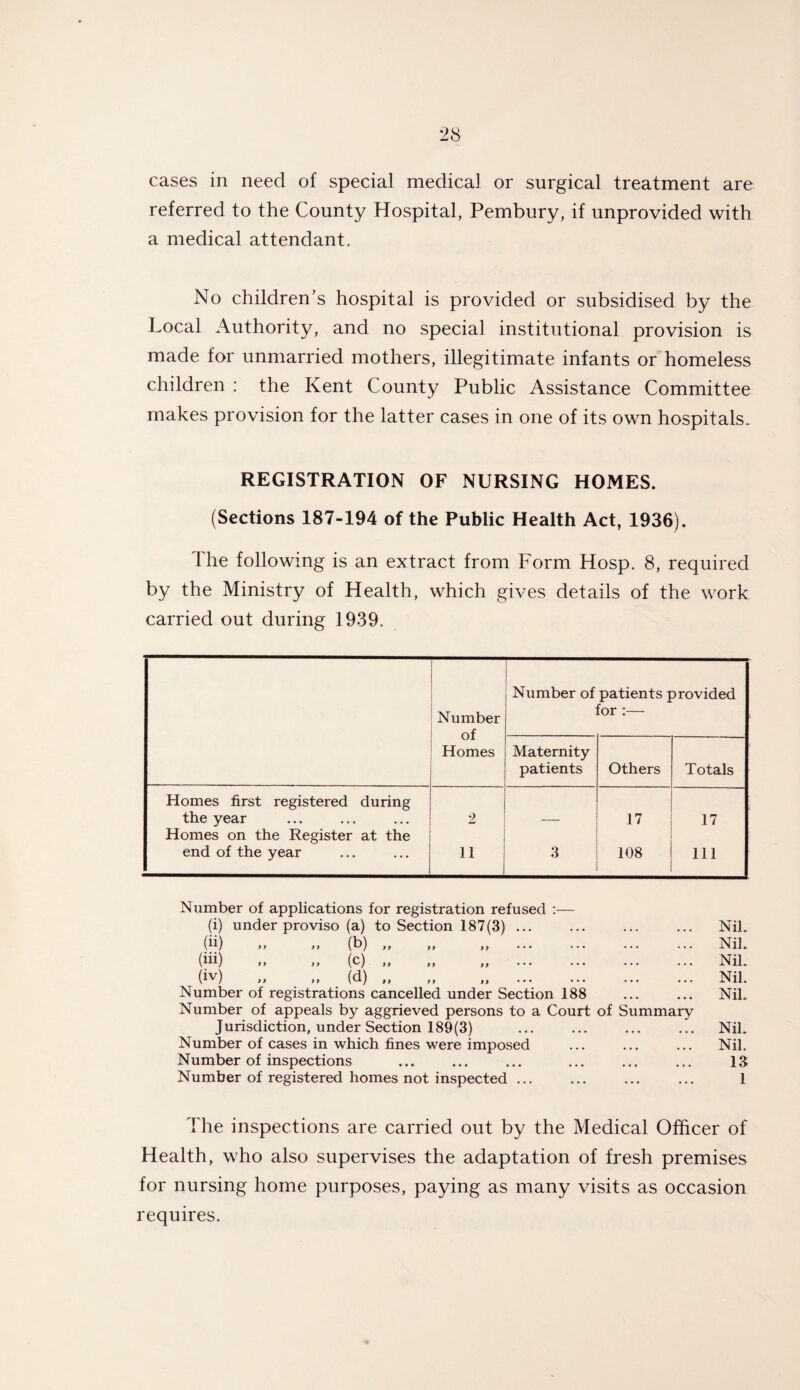 28
cases in need of special medical or surgical treatment are
referred to the County Hospital, Pembury, if unprovided with
a medical attendant.
No children's hospital is provided or subsidised by the
Local Authority, and no special institutional provision is
made for unmarried mothers, illegitimate infants or homeless
children : the Kent County Public Assistance Committee
makes provision for the latter cases in one of its own hospitals.
REGISTRATION OF NURSING HOMES.
(Sections 187-194 of the Public Health Act, 1936).
The following is an extract from Form Hosp. 8, required
by the Ministry of Health, which gives details of the work
carried out during 1939.
Number of Homes
Number of patients provided for :—
Maternity patients
Others
Totals
Homes first registered during
the year ... ... ... 2 — 17 17
Homes on the Register at the
end of the year ... ... 11 3 108 111
Number of applications for registration refused :—
(i) under proviso (a) to Section 187(3) ... ... ... ... Nil.
(ii) ,, ,, (b) ,, ,, ,, ... ... ... ... Nil.
(iii) ,, ,, (c) ,, ,, ,, ... ... ... ... Nil.
(iv) ,, ,, (d) ,, ,, ,, ... ... ... ... Nil.
Number of registrations cancelled under Section 188 ... ... Nil.
Number of appeals by aggrieved persons to a Court of Summary
Jurisdiction, under Section 189(3) ... ... ... ... Nil.
Number of cases in which fines were imposed ... ... ... Nil.
Number of inspections ... ... ... ... ... ... 13
Number of registered homes not inspected ... ... ... ... 1
The inspections are carried out by the Medical Officer of
Health, who also supervises the adaptation of fresh premises
for nursing home purposes, paying as many visits as occasion
requires.